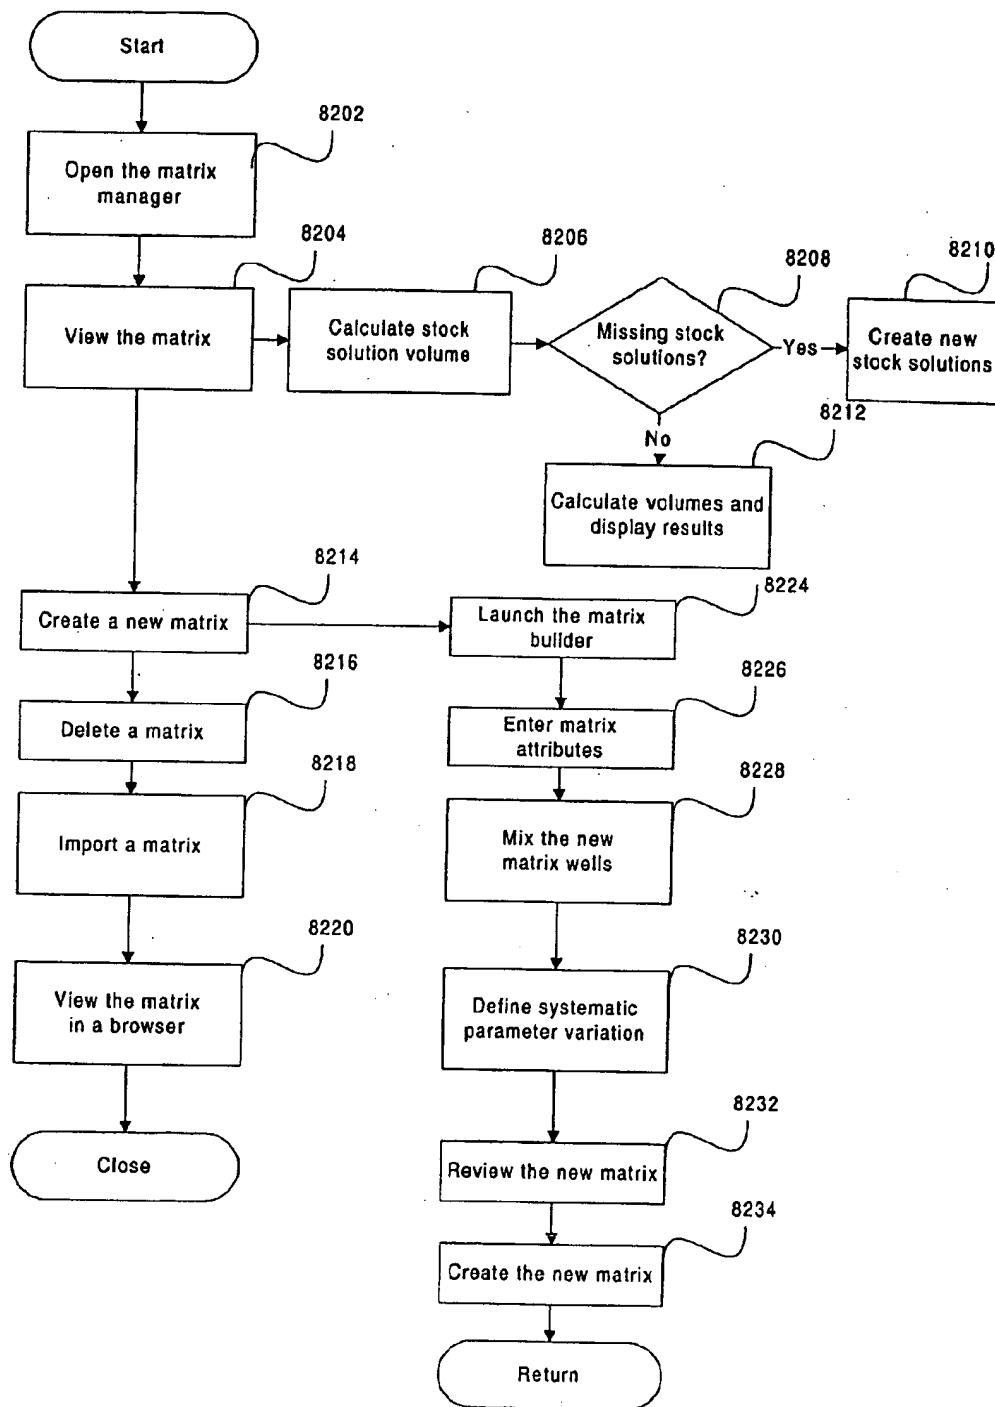 Start
8202
Open the matrix
manager
8204
View the matrix
8206
Calculate stock
solution volume
8208
Missing stock
solutions?
Yes
8210
Create new
stock solutions
No
8212
Calculate volumes and
display results
8214
Create a new matrix
8216
Delete a matrix
8218
Import a matrix
8220
View the matrix
in a browser
Close
8224
Launch the matrix
builder
8226
Enter matrix
attributes
8228
Mix the new
matrix wells
8230
Define systematic
parameter variation
8232
Review the new matrix
8234
Create the new matrix
Return